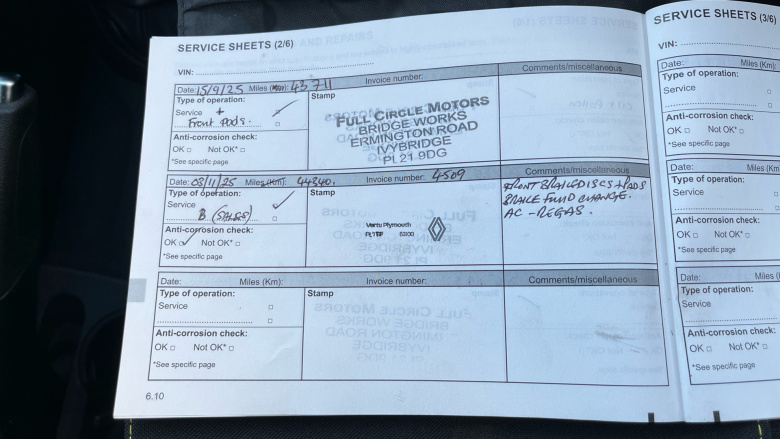 SERVICE SHEETS (2/6)
VIN:
Date: 15/9/25 Miles (Km): 43711 Invoice number: Comments/miscellaneous
Type of operation: Stamp
Service +
Front Pads.
Anti-corrosion check:
OK Not OK*
*See specific page
FULL CIRCLE MOTORS
BRIDGE WORKS
ERMINGTON ROAD
IVYBRIDGE
PL21 9DG
Date: 03/11/25 Miles (Km): 44340. Invoice number: 4509 Comments/miscellaneous
Type of operation: Stamp
Service
B (SALES)
Anti-corrosion check:
OK ✓ Not OK*
*See specific page
Vertu Plymouth
FRONT BRAKE DISCS + PADS
BRAKE FLUID CHANGE.
AC - REGAS.
Date: Miles (Km): Invoice number: Comments/miscellaneous
Type of operation: Stamp
Service
Anti-corrosion check:
OK Not OK*
*See specific page
6.10
SERVICE SHEETS (3/6)
VIN:
Date: Miles (Km):
Type of operation:
Service
Anti-corrosion check:
OK Not OK*
*See specific page
Date: Miles (Km):
Type of operation:
Service
Anti-corrosion check:
OK Not OK*
*See specific page
Date: Miles
Type of operation:
Service
Anti-corrosion check:
OK Not OK*
*See specific page